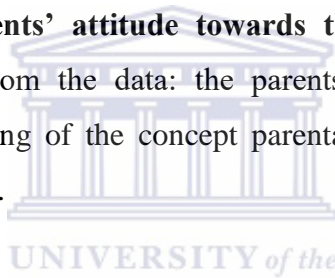 ents’ attitude towards t
om the data: the parents
ng of the concept parenta
.
UNIVERSITY of the